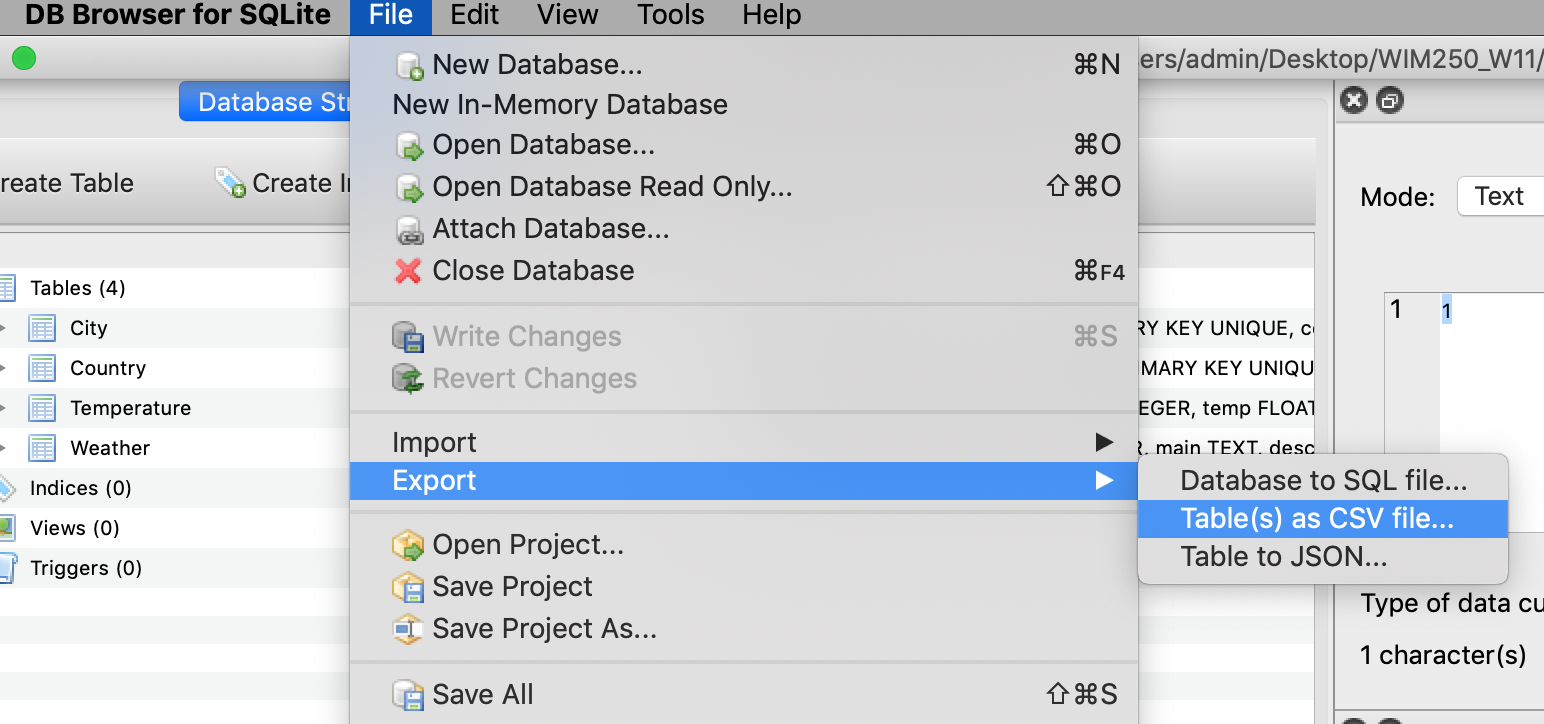 DB Browser for SQLite File Edit View Tools Help
ers/admin/Desktop/WIM250_W11/
Database St
reate Table Create I
New Database... ⌘N
New In-Memory Database
Open Database... ⌘O
Open Database Read Only... ⇧⌘O
Attach Database...
Close Database ⌘F4
Write Changes ⌘S
Revert Changes
Import ▶
Export ▶
Open Project...
Save Project
Save Project As...
Save All ⇧⌘S
Database to SQL file...
Table(s) as CSV file...
Table to JSON...
Tables (4)
City
Country
Temperature
Weather
Indices (0)
Views (0)
Triggers (0)
RY KEY UNIQUE, c
MARY KEY UNIQU
EGER, temp FLOAT
R, main TEXT, desc
Mode: Text
1 1
Type of data cu
1 character(s)